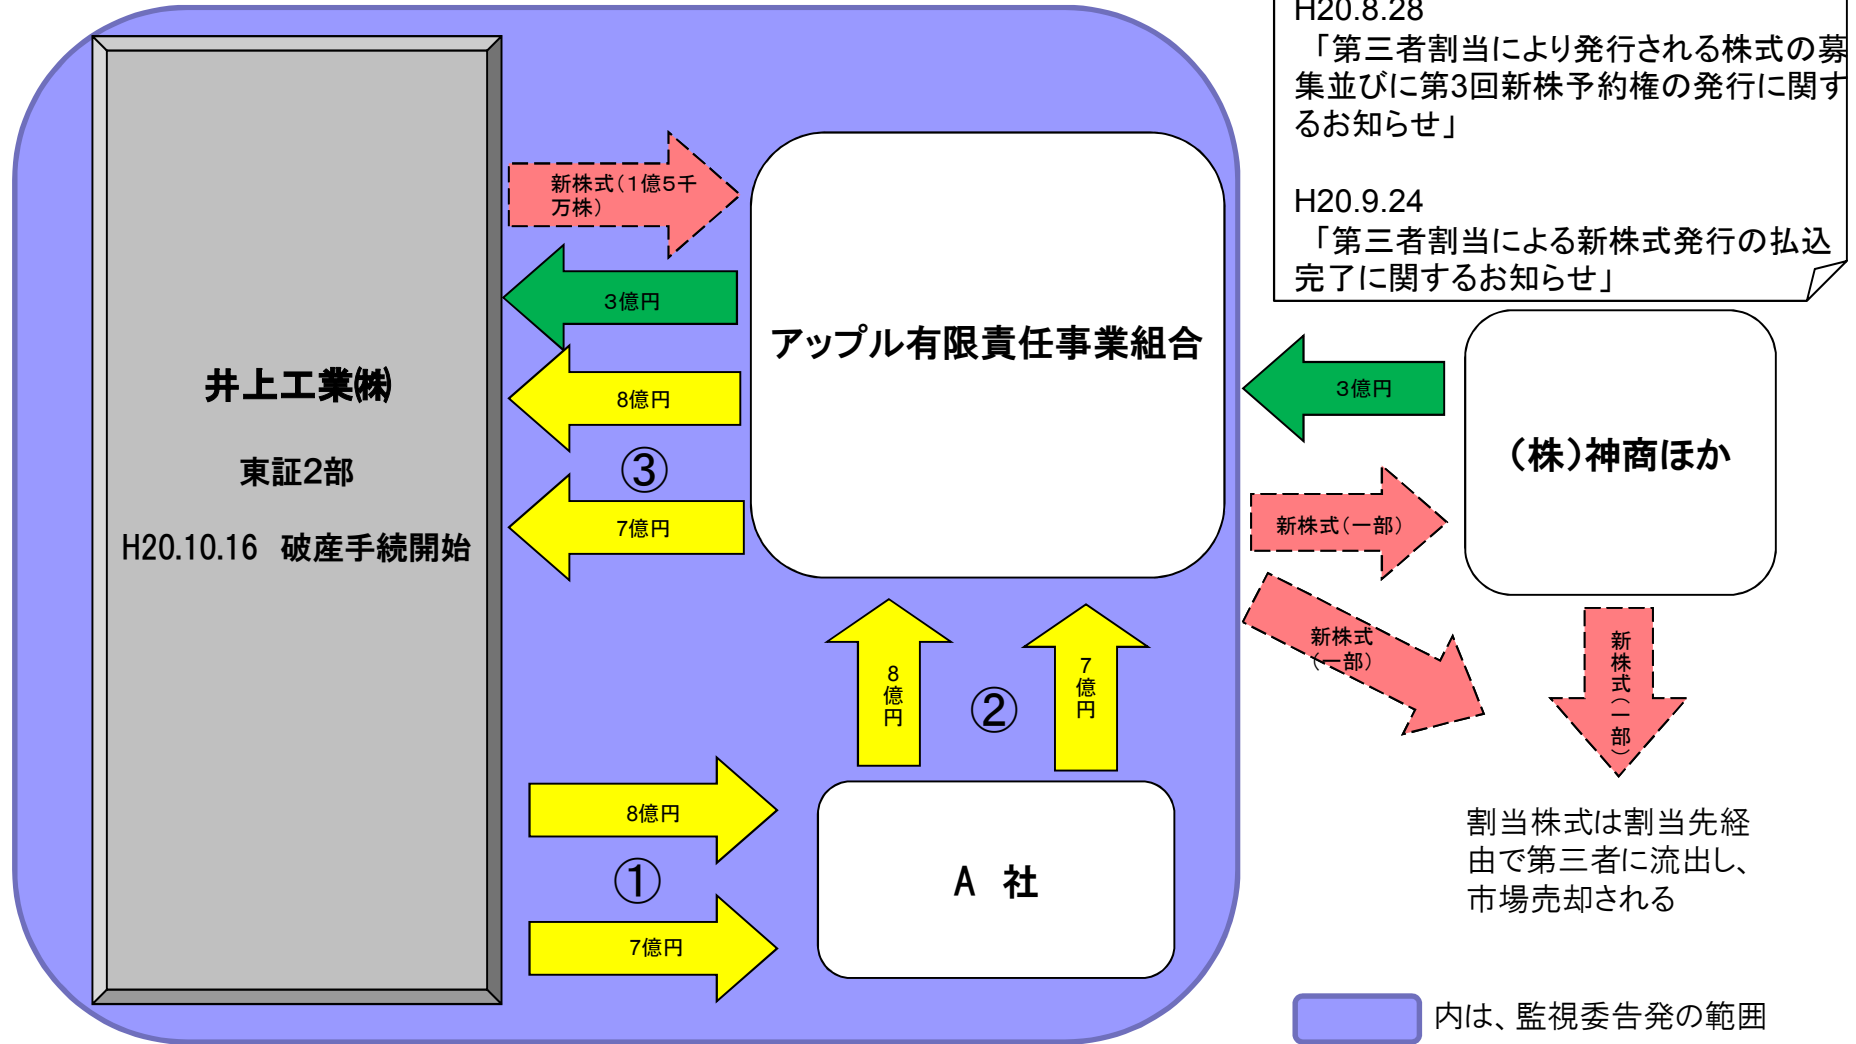 H20.8.28
「第三者割当により発行される株式の募
集並びに第3回新株予約権の発行に関す
るお知らせ」
H20.9.24
「第三者割当による新株式発行の払込
完了に関するお知らせ」
井上工業㈱
東証2部
H20.10.16 破産手続開始
新株式（1億5千
万株）
3億円
8億円
③
7億円
アップル有限責任事業組合
3億円
（株）神商ほか
新株式（一部）
新株式
（一部）
新株式（一部）
8億円
②
7億円
8億円
①
7億円
A 社
割当株式は割当先経
由で第三者に流出し、
市場売却される
内は、監視委告発の範囲